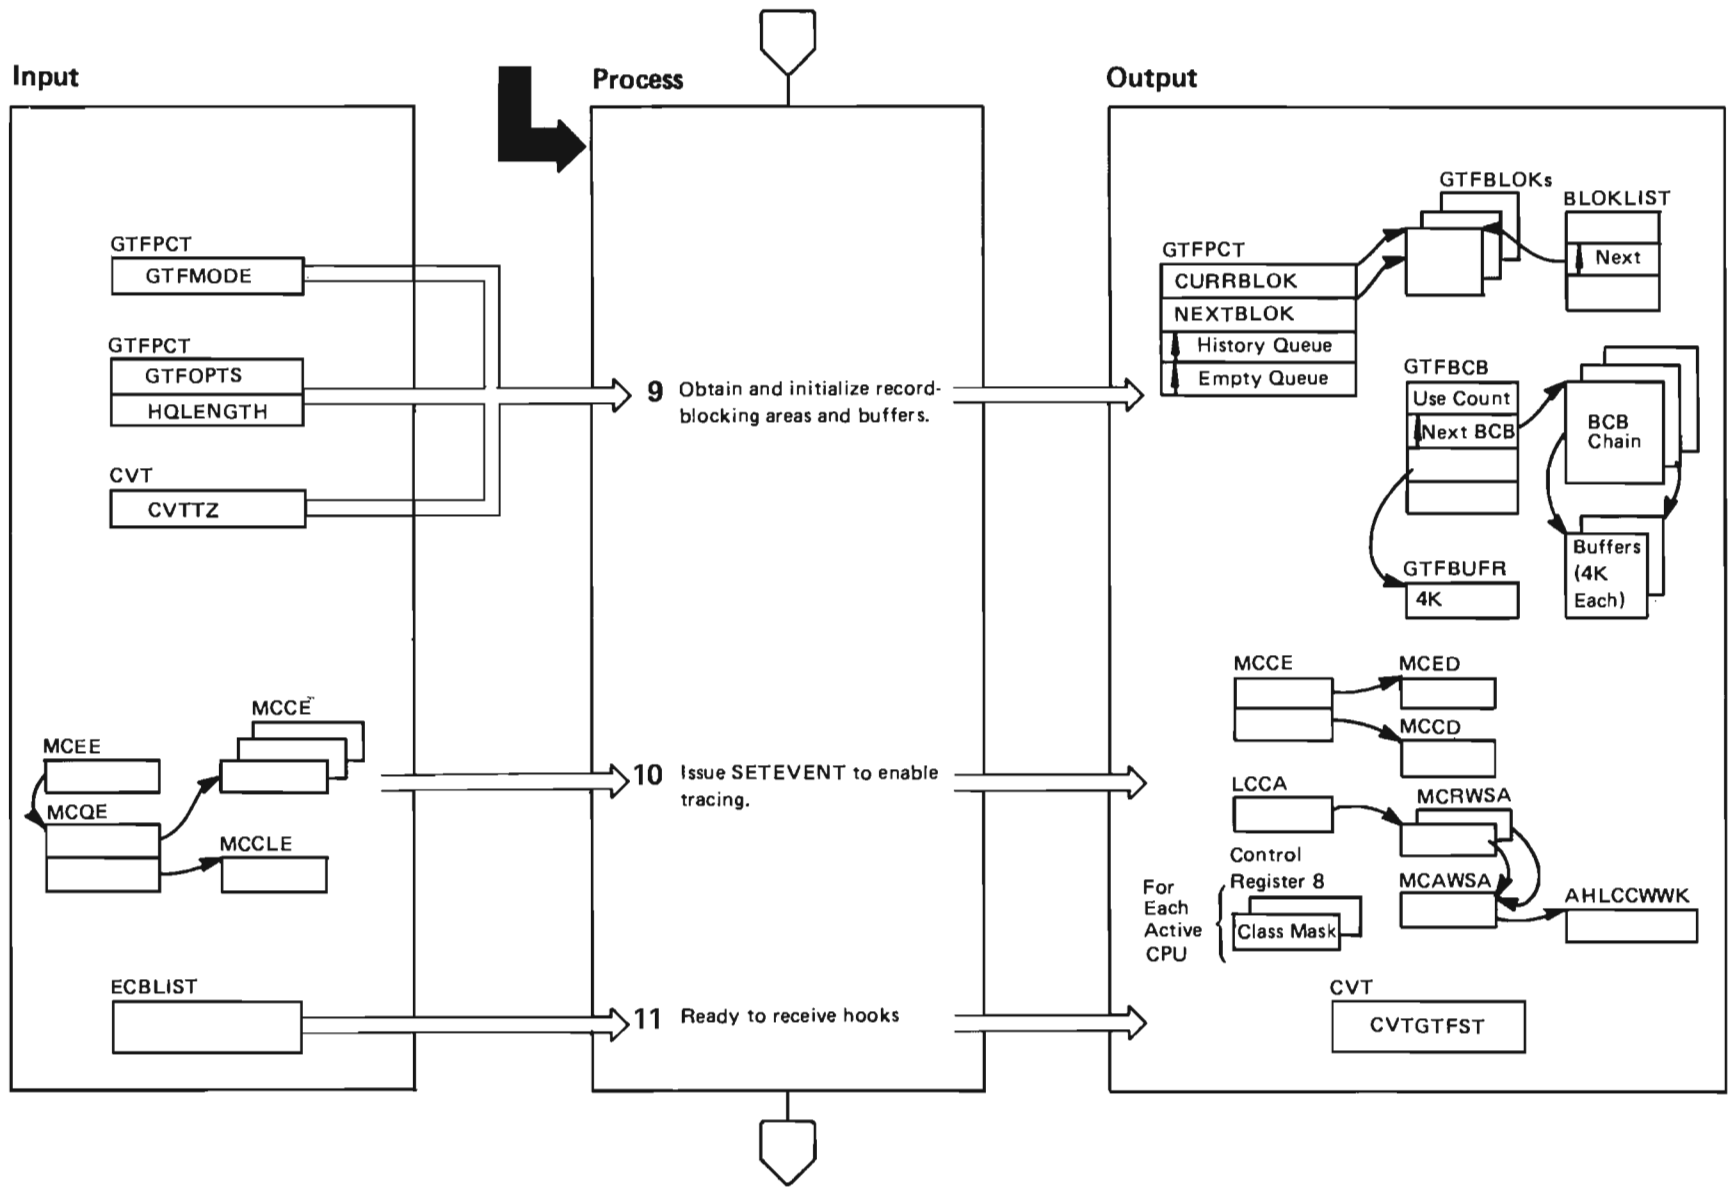 Input
GTFPCT
GTFMODE
GTFPCT
GTFOPTS
HQLENGTH
CVT
CVTTZ
MCCE
MCEE
MCQE
MCCLE
ECBLIST
Process
9 Obtain and initialize record-
blocking areas and buffers.
10 Issue SETEVENT to enable
tracing.
11 Ready to receive hooks
Output
GTFBLOKs
BLOKLIST
Next
GTFPCT
CURRBLOK
NEXTBLOK
History Queue
Empty Queue
GTFBCB
Use Count
Next BCB
BCB
Chain
Buffers
(4K
Each)
GTFBUFR
4K
MCCE
MCED
MCCD
LCCA
MCRWSA
Control
Register 8
For
Each
Active
CPU
Class Mask
MCAWSA
AHLCCWWK
CVT
CVTGTFST